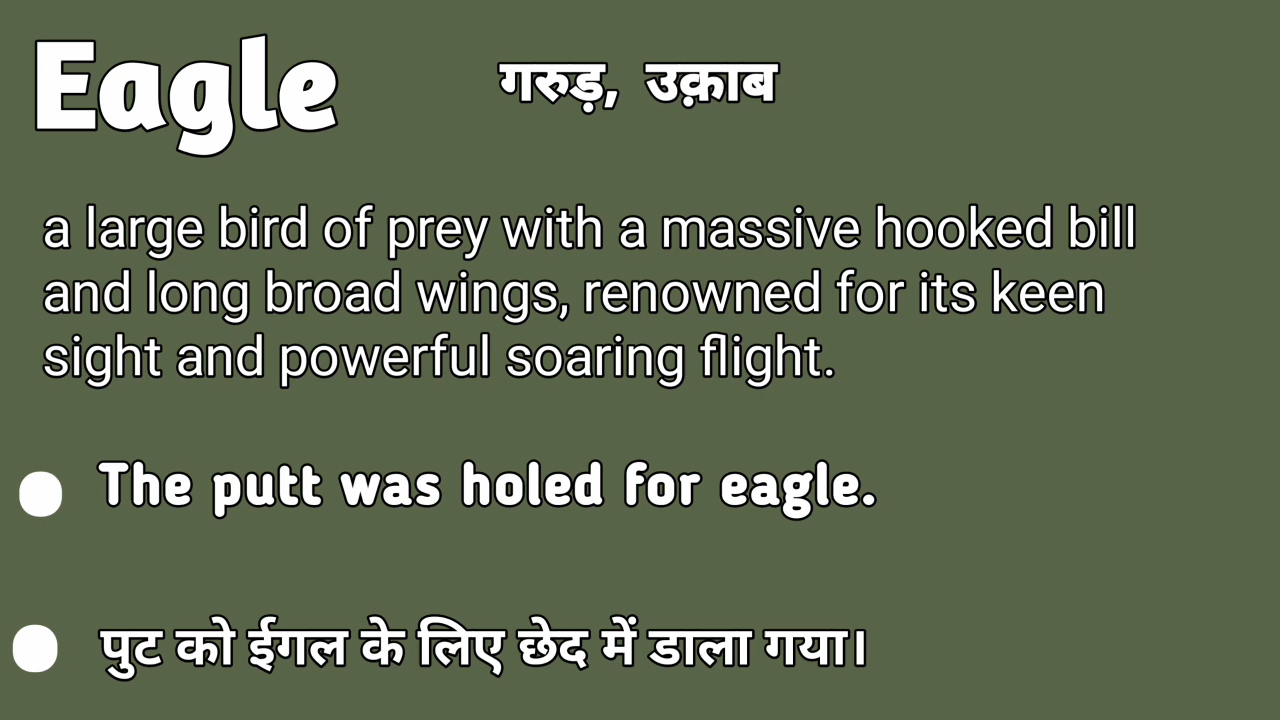 Eagle गरुड़, उक़ाब
a large bird of prey with a massive hooked bill
and long broad wings, renowned for its keen
sight and powerful soaring flight.
The putt was holed for eagle.
पुट को ईगल के लिए छेद में डाला गया।